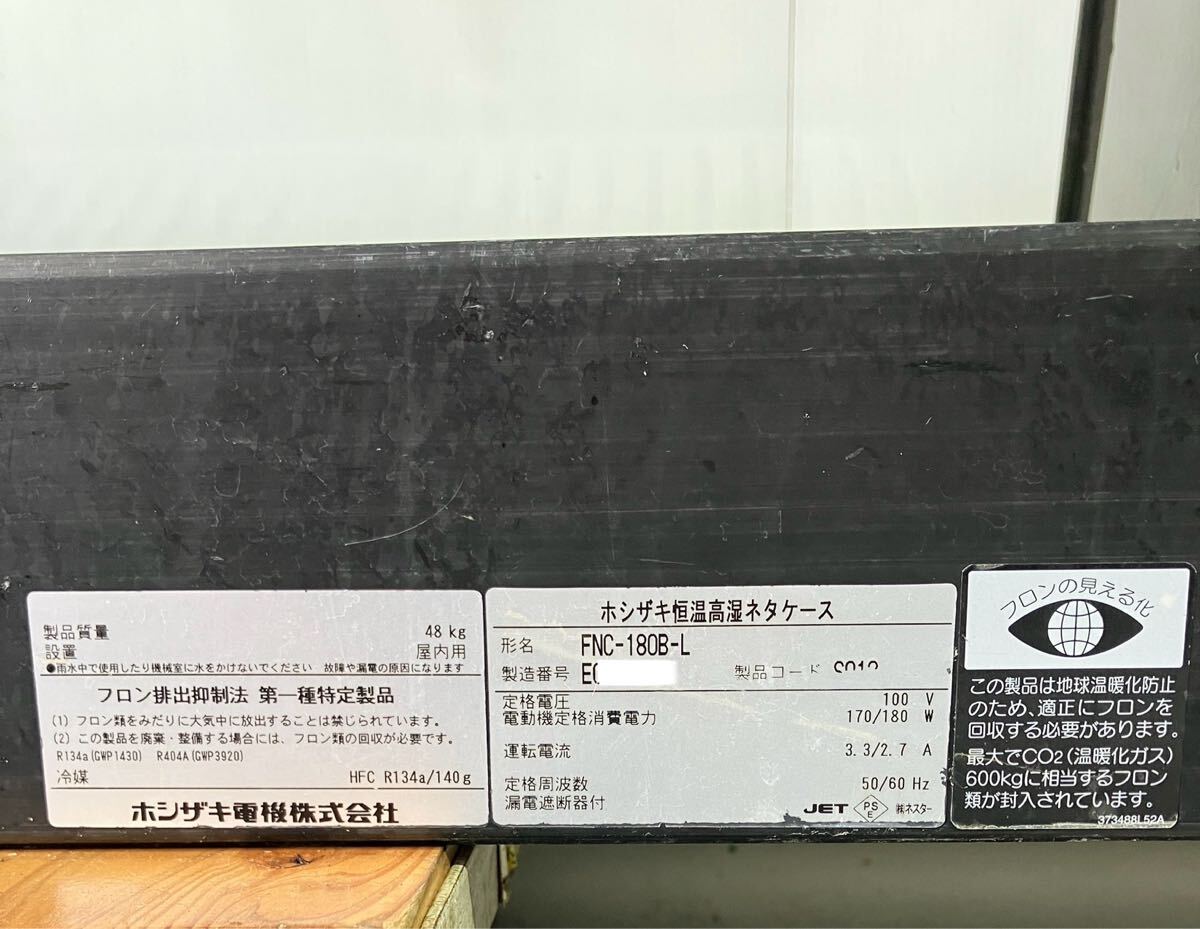 製品質量 48 kg
設置 屋内用
●雨水中で使用したり機械室に水をかけないでください 故障や漏電の原因になります
フロン排出抑制法 第一種特定製品
(1) フロン類をみだりに大気中に放出することは禁じられています。
(2) この製品を廃棄・整備する場合には、フロン類の回収が必要です。
R134a(GWP1430) R404A(GWP3920)
冷媒 HFC R134a/140g
ホシザキ電機株式会社
ホシザキ恒温高湿ネタケース
形名 FNC-180B-L
製造番号 製品コード
定格電圧 100 V
電動機定格消費電力 170/180 W
運転電流 3.3/2.7 A
定格周波数 50/60 Hz
漏電遮断器付 JET PS E ㈱ネスター
フロンの見える化
この製品は地球温暖化防止
のため、適正にフロンを
回収する必要があります。
最大でCO2(温暖化ガス)
600kgに相当するフロン
類が封入されています。
373488L52A